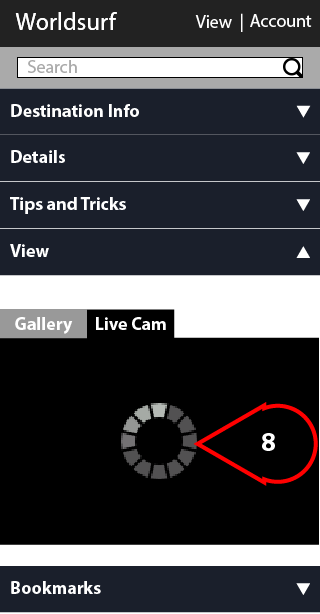 Worldsurf
View | Account
Search
Destination Info
Details
Tips and Tricks
View
Gallery
Live Cam
8
Bookmarks